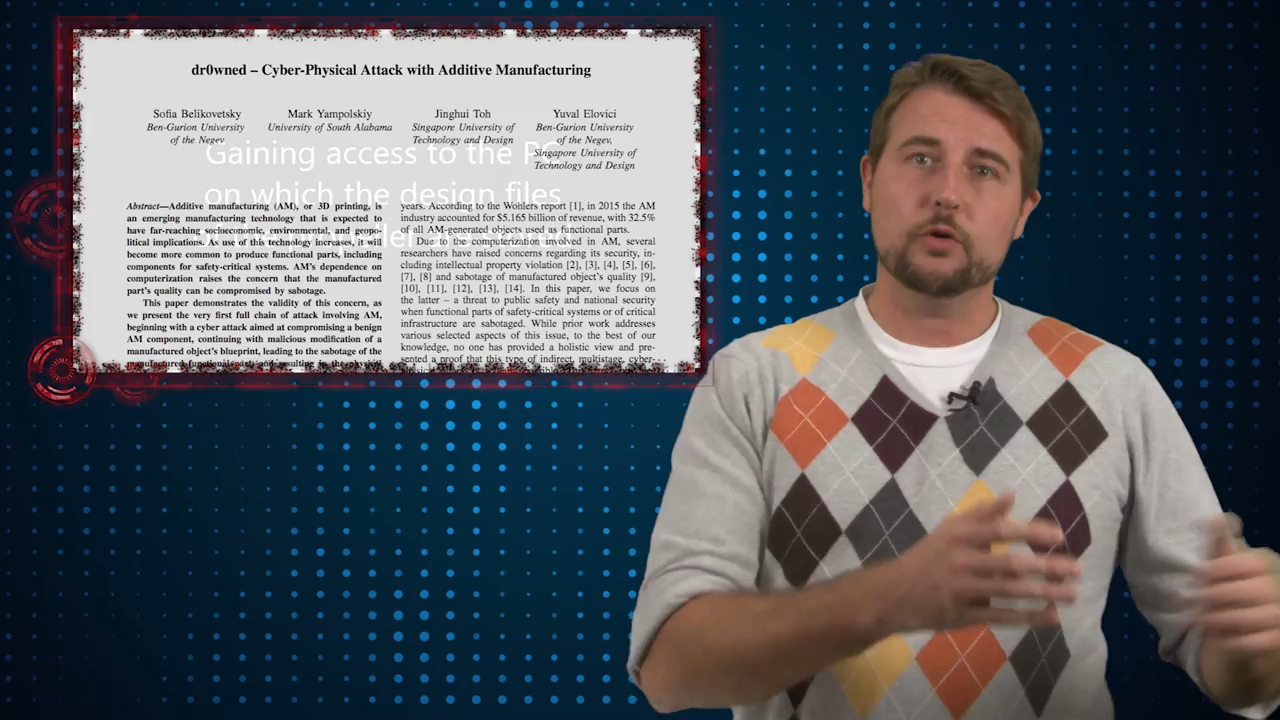 dr0wned – Cyber-Physical Attack with Additive Manufacturing
Sofia Belikovetsky
Ben-Gurion University
of the Negev
Mark Yampolskiy
University of South Alabama
Jinghui Toh
Singapore University of
Technology and Design
Yuval Elovici
Ben-Gurion University
of the Negev,
Singapore University of
Technology and Design
Gaining access to the PC
on which the design files
Abstract—Additive manufacturing (AM), or 3D printing, is
an emerging manufacturing technology that is expected to
have far-reaching socioeconomic, environmental, and geopo-
litical implications. As use of this technology increases, it will
become more common to produce functional parts, including
components for safety-critical systems. AM's dependence on
computerization raises the concern that the manufactured
part's quality can be compromised by sabotage.
This paper demonstrates the validity of this concern, as
we present the very first full chain of attack involving AM,
beginning with a cyber attack aimed at compromising a benign
AM component, continuing with malicious modification of a
manufactured object's blueprint, leading to the sabotage of the
manufactured functional part, and resulting in the physical
years. According to the Wohlers report [1], in 2015 the AM
industry accounted for $5.165 billion of revenue, with 32.5%
of all AM-generated objects used as functional parts.
Due to the computerization involved in AM, several
researchers have raised concerns regarding its security, in-
cluding intellectual property violation [2], [3], [4], [5], [6],
[7], [8] and sabotage of manufactured object's quality [9],
[10], [11], [12], [13], [14]. In this paper, we focus on
the latter – a threat to public safety and national security
when functional parts of safety-critical systems or of critical
infrastructure are sabotaged. While prior work addresses
various selected aspects of this issue, to the best of our
knowledge, no one has provided a holistic view and pre-
sented a proof that this type of indirect, multistage, cyber-